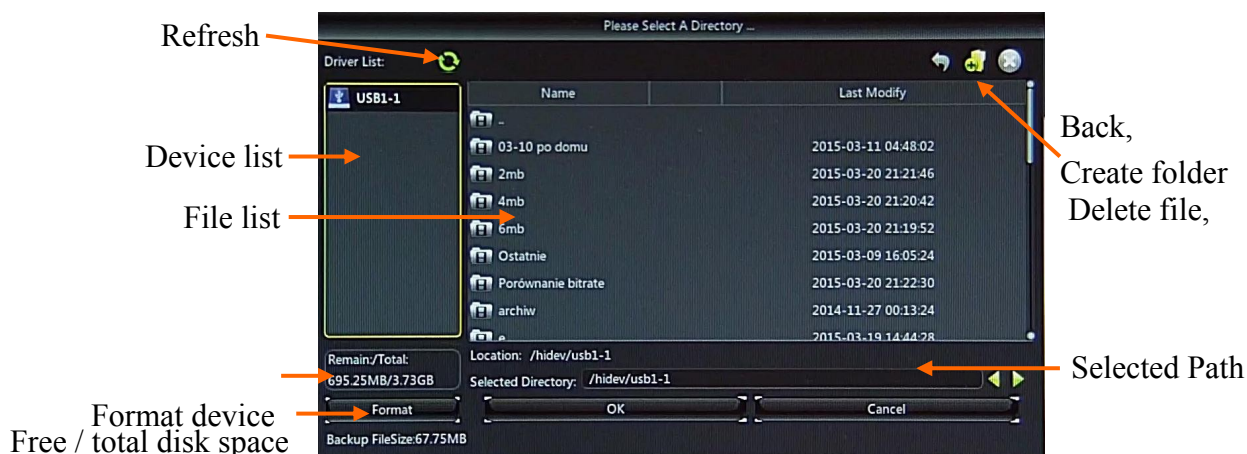 Please Select A Directory ...
Refresh
Driver List:
USB1-1
Name
Last Modify
..
03-10 po domu
2015-03-11 04:48:02
Back,
Device list
2mb
2015-03-20 21:21:46
Create folder
4mb
2015-03-20 21:20:42
Delete file,
File list
6mb
2015-03-20 21:19:52
Ostatnie
2015-03-09 16:05:24
Porównanie bitrate
2015-03-20 21:22:30
archiw
2014-11-27 00:13:24
e
2015-03-19 14:44:28
Remain:/Total:
Location: /hidev/usb1-1
695.25MB/3.73GB
Selected Directory: /hidev/usb1-1
Selected Path
Format device
Format
OK
Cancel
Free / total disk space
Backup FileSize:67.75MB